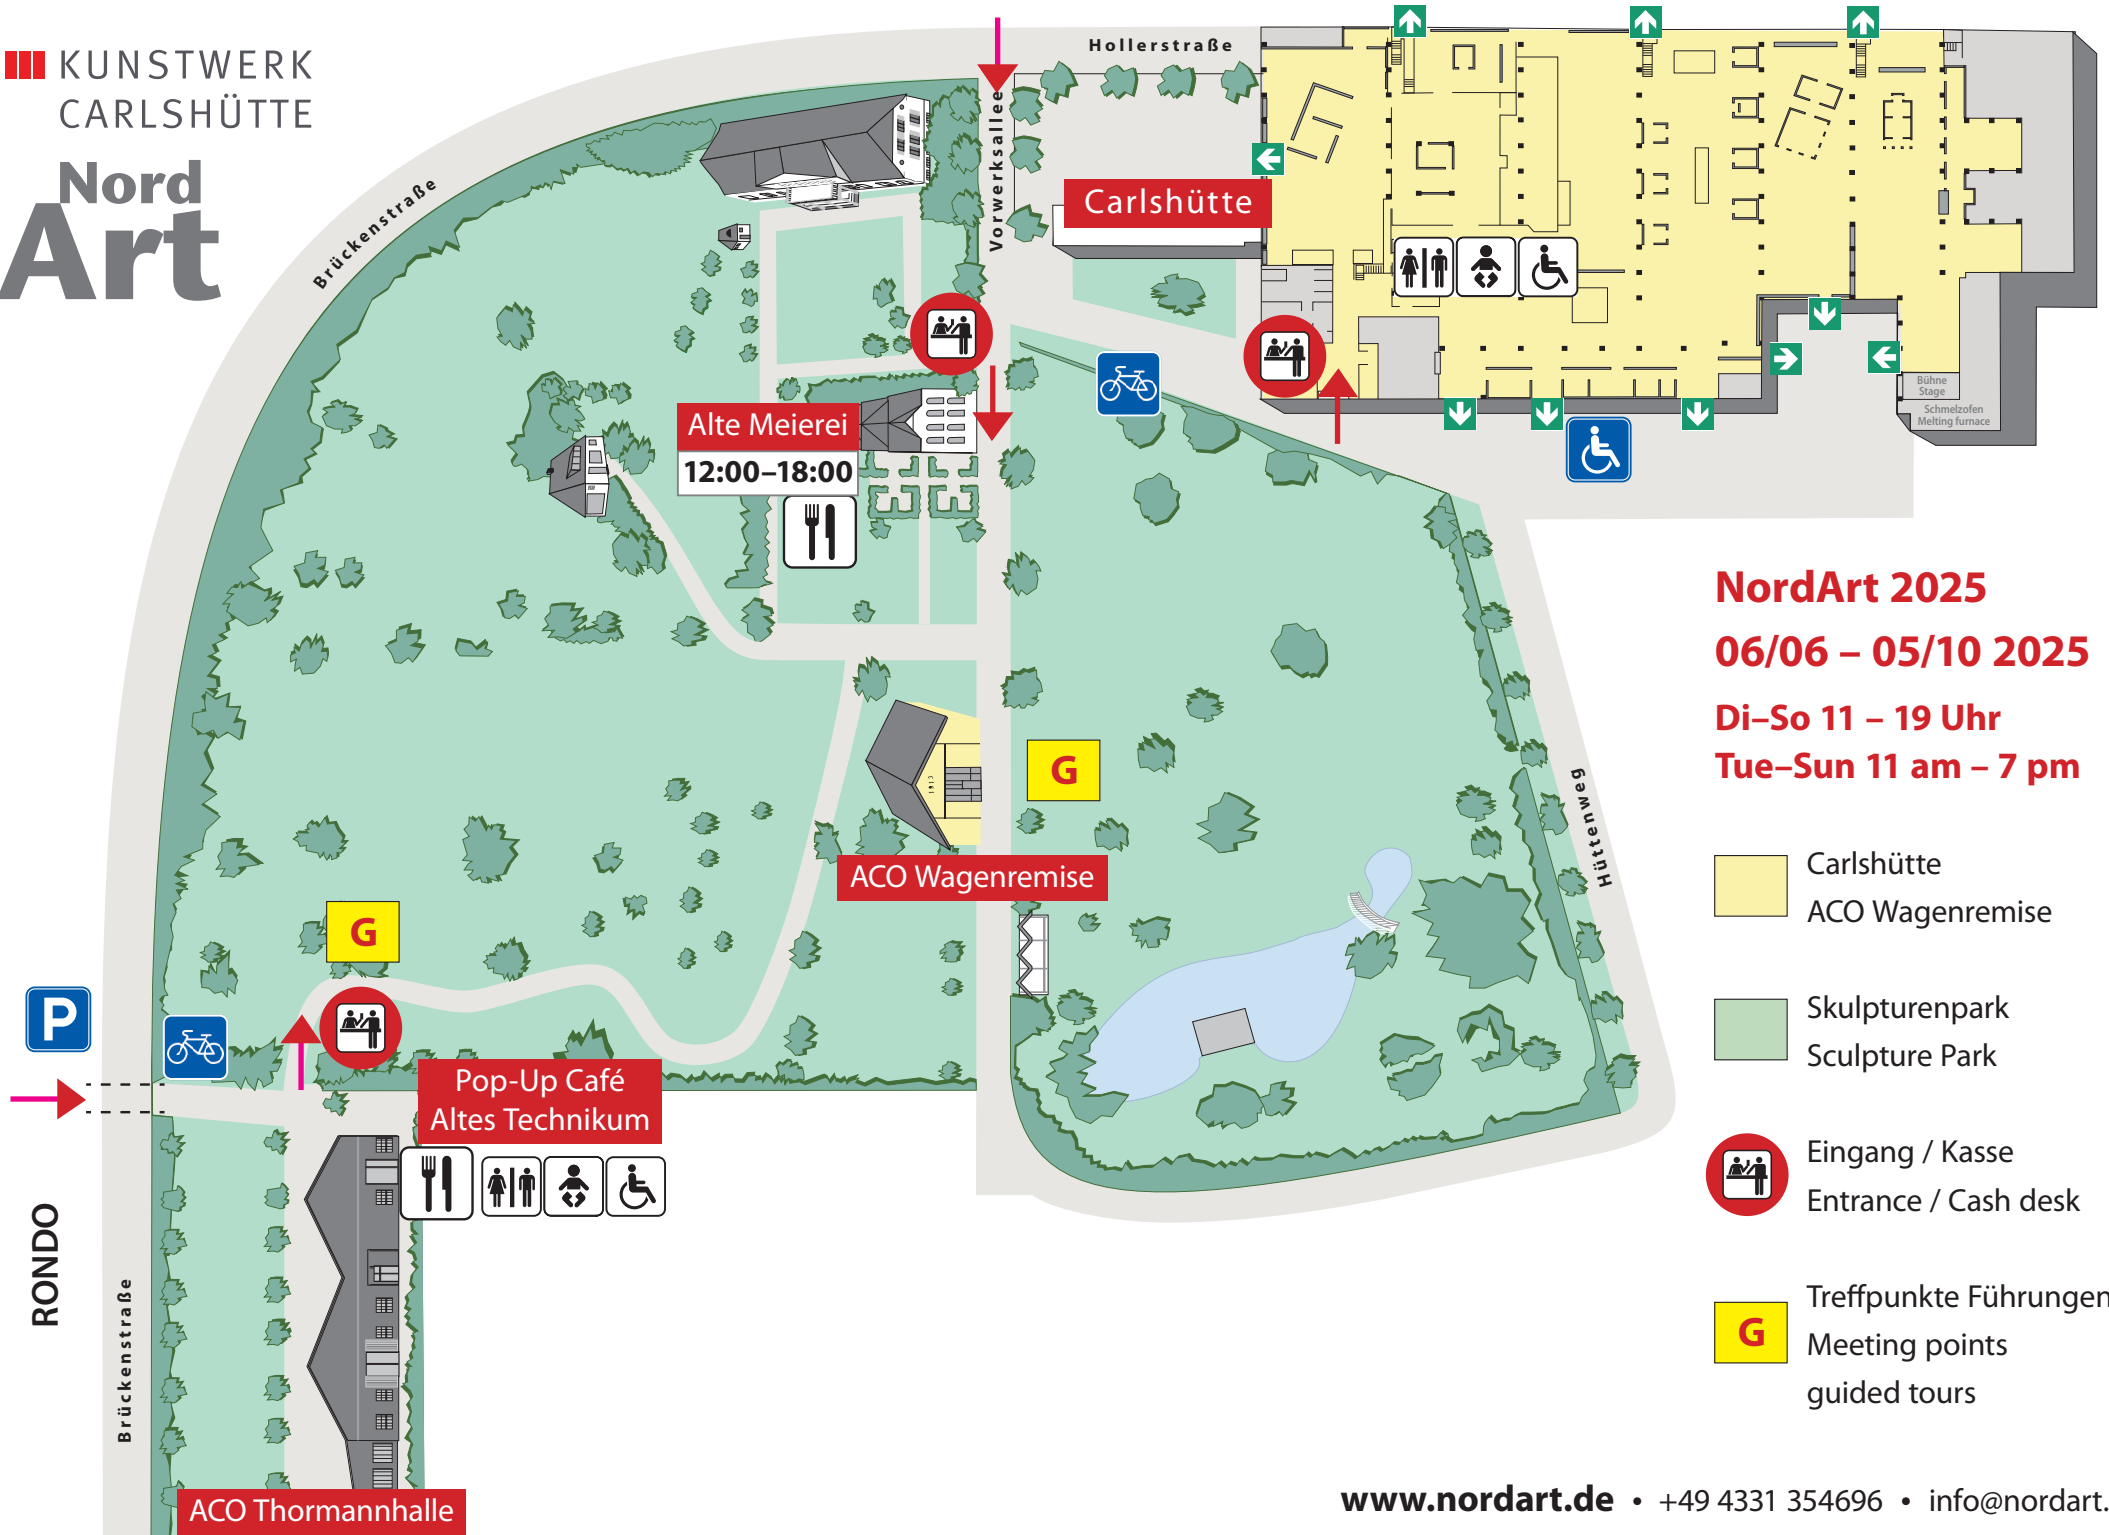 KUNSTWERK
CARLSHÜTTE
Nord
Art
Brückenstraße
Hollerstraße
Vorwerksallee
Carlshütte
Alte Meierei
12:00–18:00
Bühne
Stage
Schmelzofen
Melting furnace
NordArt 2025
06/06 – 05/10 2025
Di–So 11 – 19 Uhr
Tue–Sun 11 am – 7 pm
Hüttenweg
G
1913
ACO Wagenremise
G
P
Pop-Up Café
Altes Technikum
RONDO
Brückenstraße
ACO Thormannhalle
Carlshütte
ACO Wagenremise
Skulpturenpark
Sculpture Park
Eingang / Kasse
Entrance / Cash desk
G
Treffpunkte Führungen
Meeting points
guided tours
www.nordart.de • +49 4331 354696 • info@nordart.